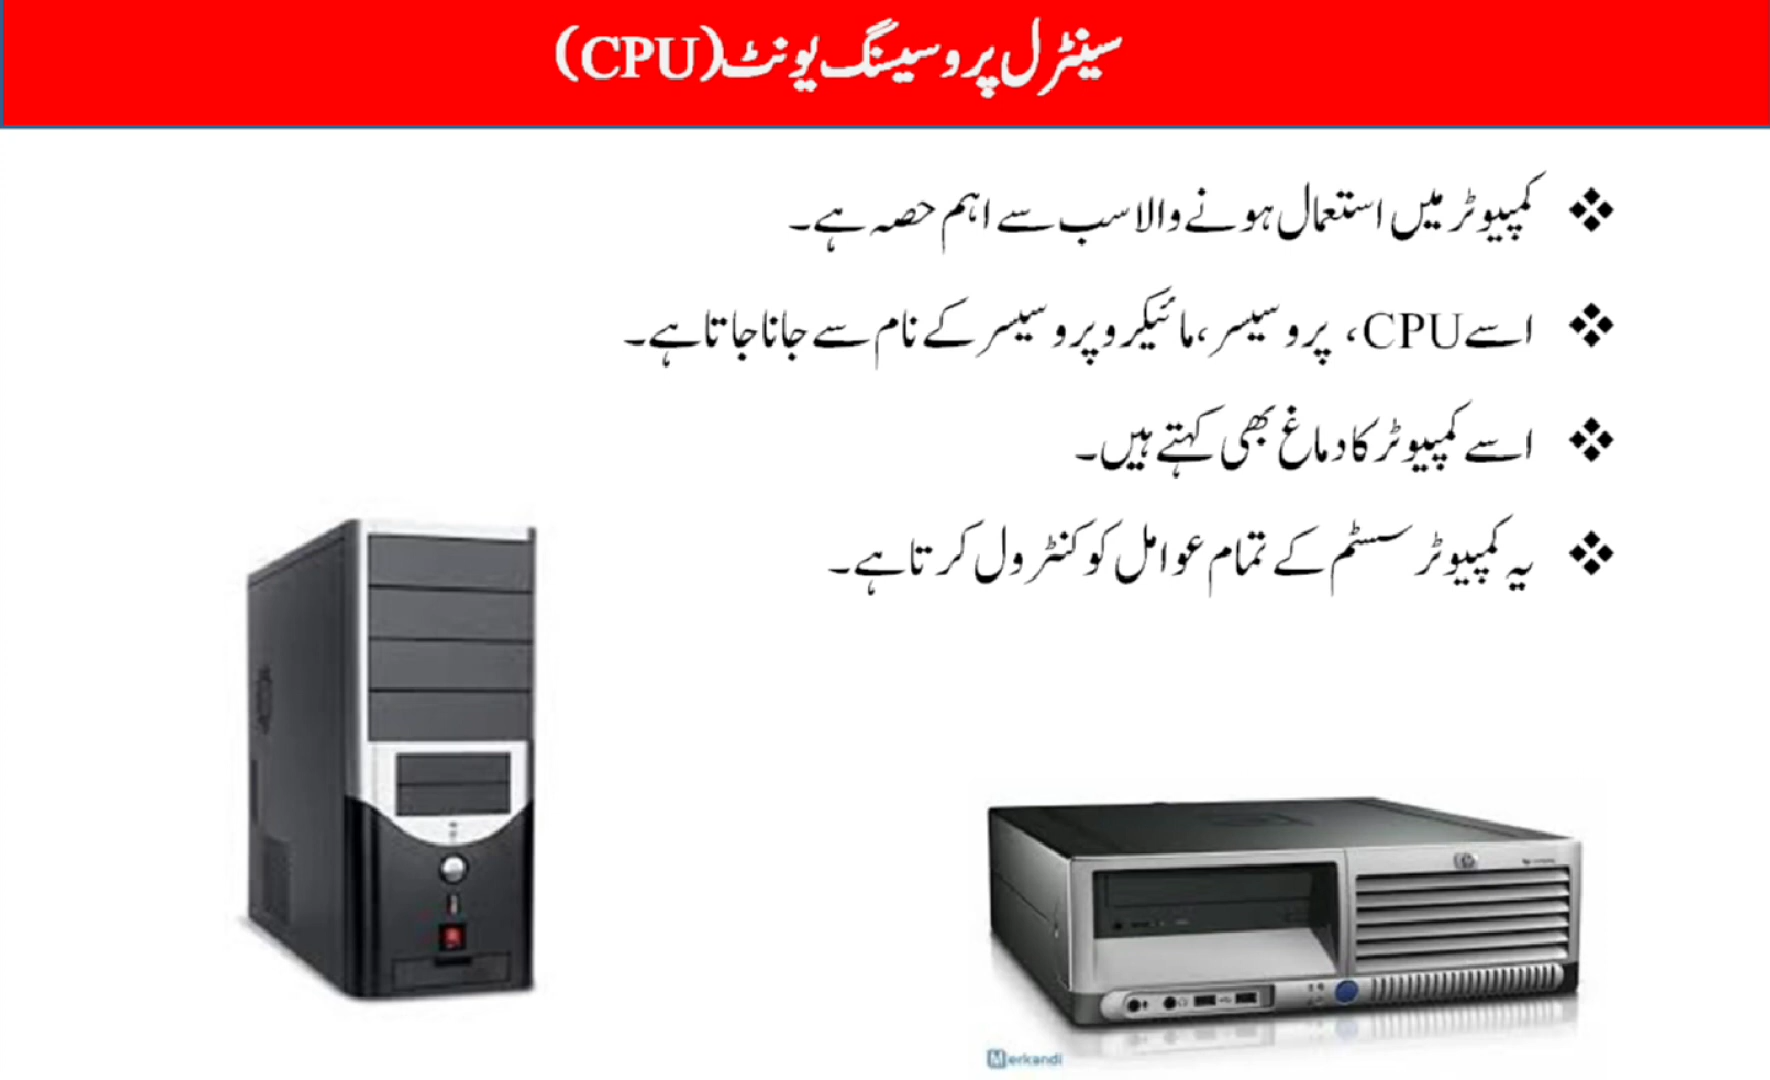 سینٹرل پروسیسنگ یونٹ(CPU)
کمپیوٹر میں استعمال ہونے والا سب سے اہم حصہ ہے۔
اسےCPU، پروسیسر،مائیکروپروسیسر کے نام سے جانا جاتا ہے۔
اسے کمپیوٹر کا دماغ بھی کہتے ہیں۔
یہ کمپیوٹر سسٹم کے تمام عوامل کو کنٹرول کرتا ہے۔
hp
Merkandi